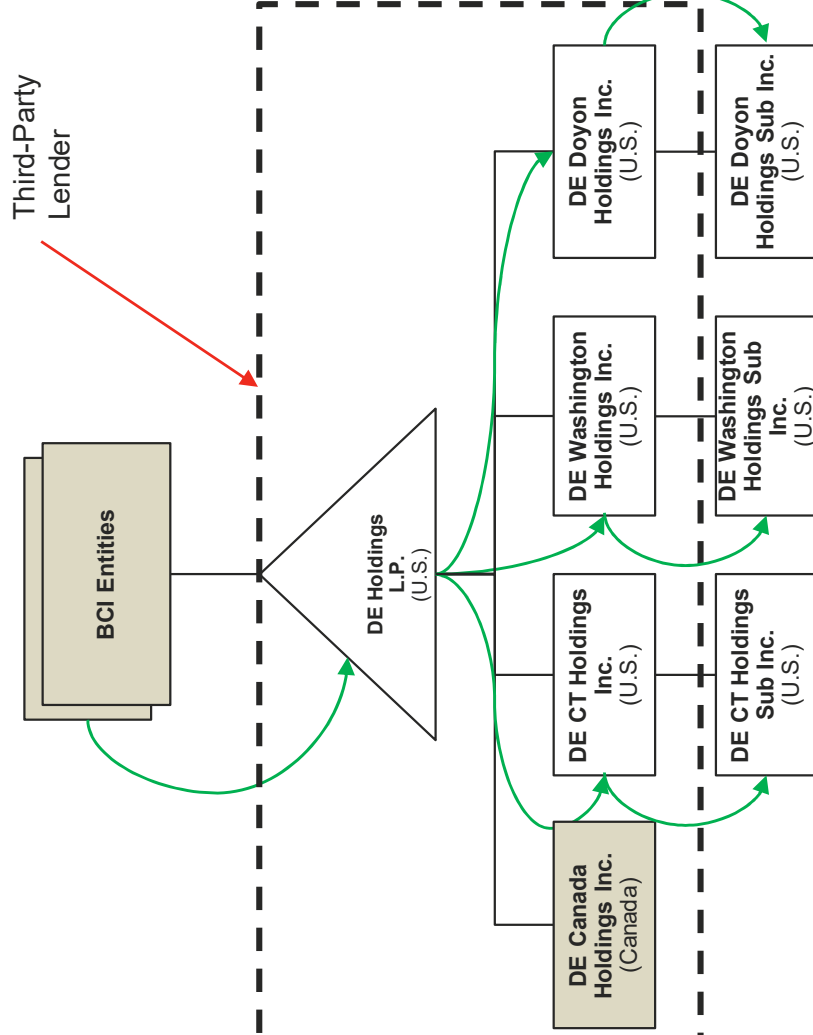 Third-Party
Lender
BCI Entities
DE Holdings
L.P.
(U.S.)
DE Canada
Holdings Inc.
(Canada)
DE CT Holdings
Inc.
(U.S.)
DE Washington
Holdings Inc.
(U.S.)
DE Doyon
Holdings Inc.
(U.S.)
DE CT Holdings
Sub Inc.
(U.S.)
DE Washington
Holdings Sub
Inc.
(U.S.)
DE Doyon
Holdings Sub Inc.
(U.S.)